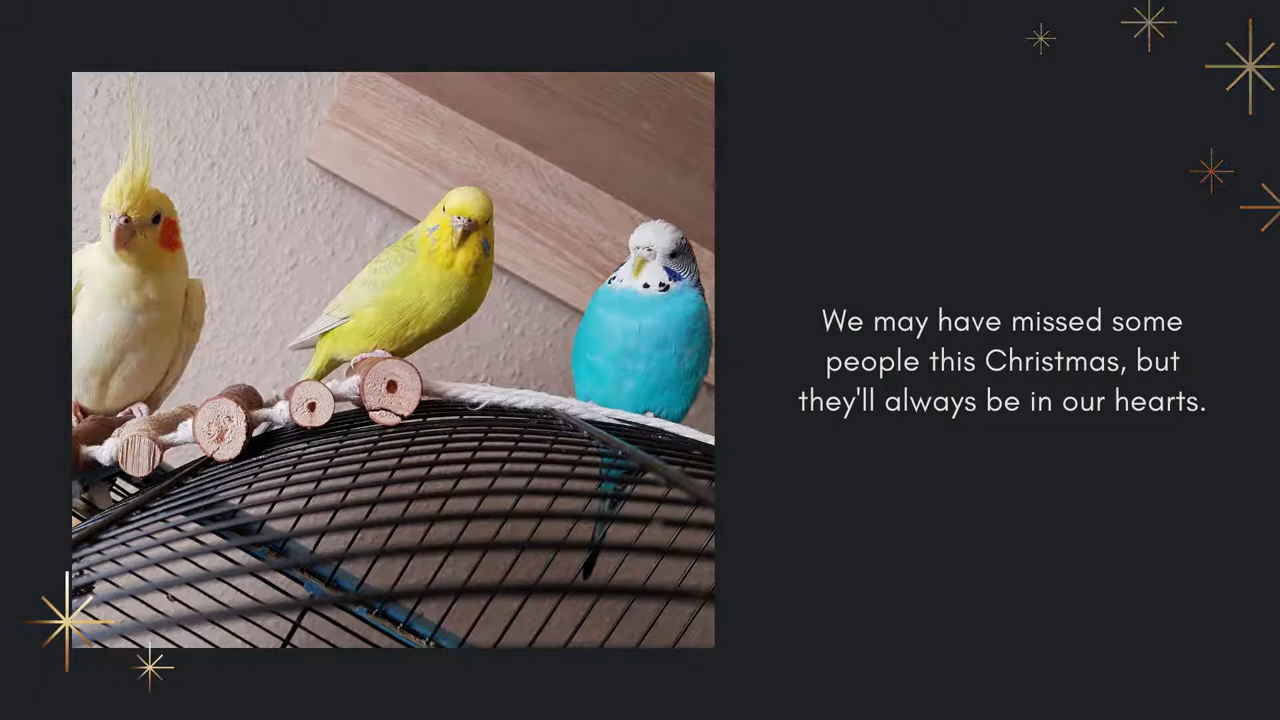 We may have missed some
people this Christmas, but
they'll always be in our hearts.